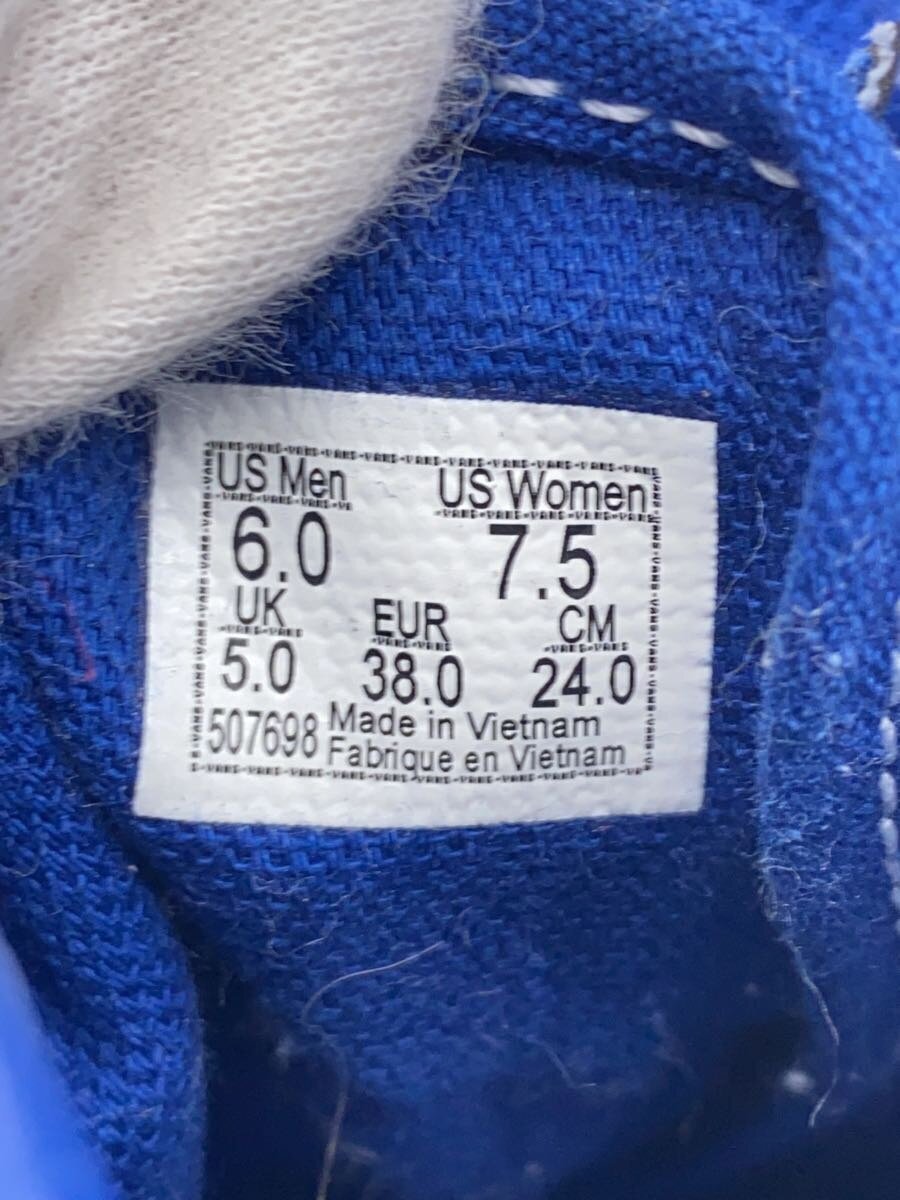 US Men US Women
6.0 7.5
UK EUR CM
5.0 38.0 24.0
507698 Made in Vietnam
Fabrique en Vietnam